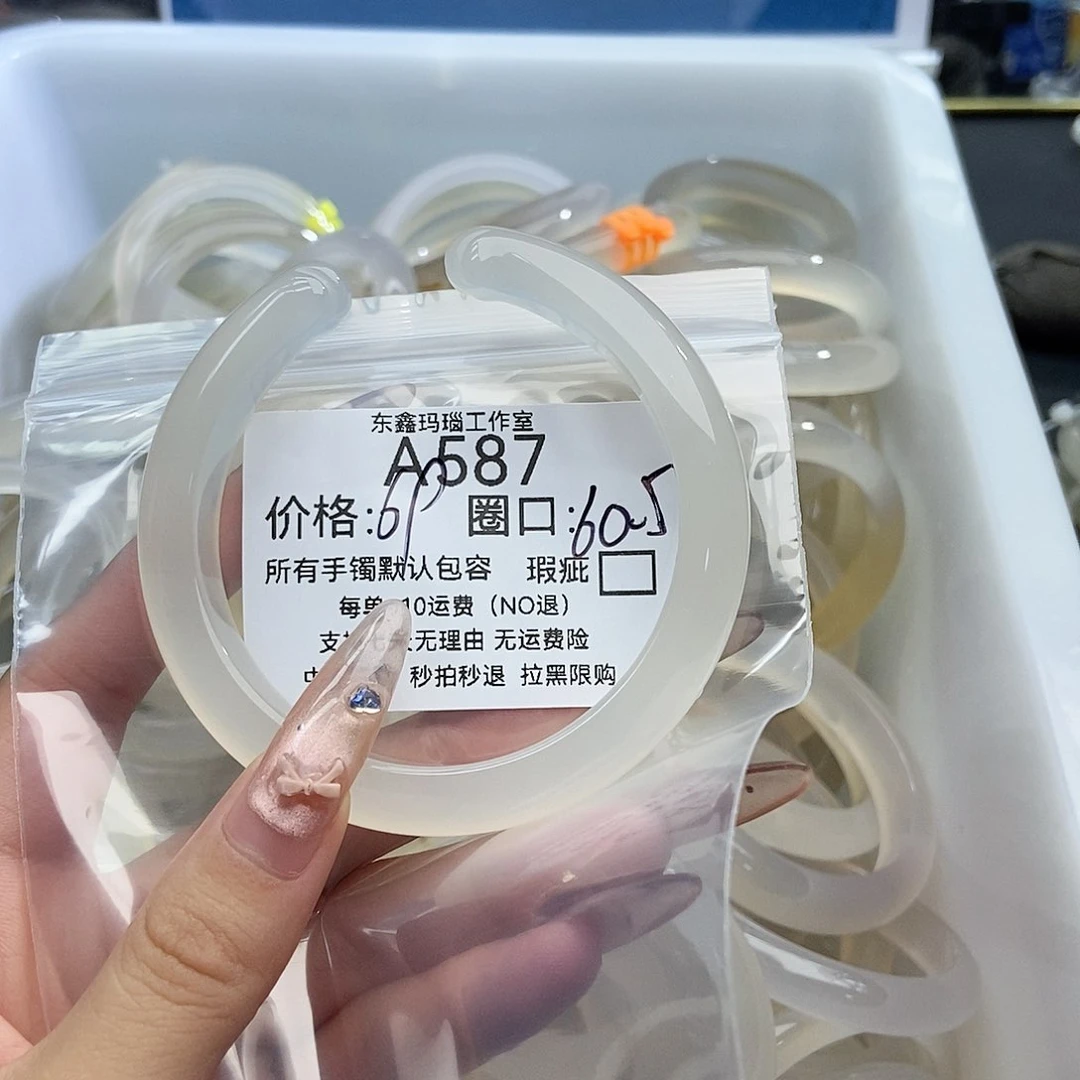 东鑫玛瑙工作室
A587
价格: 圈口:60.5
所有手镯默认包容 瑕疵
每单 10运费（NO退）
支 无理由 无运费险
秒拍秒退 拉黑限购